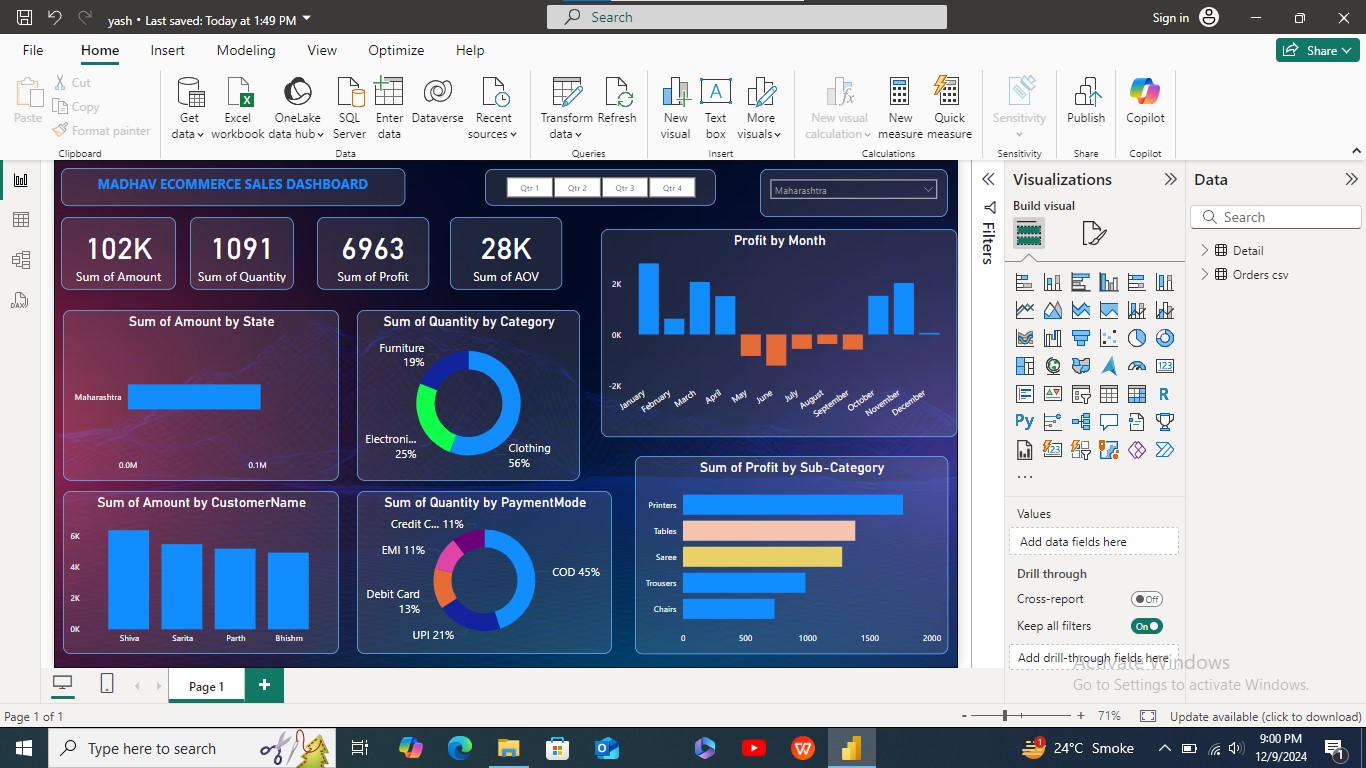 yash • Last saved: Today at 1:49 PM
Search
Sign in
File Home Insert Modeling View Optimize Help
Share
Paste
Cut
Copy
Format painter
Clipboard
Get data
Excel workbook
OneLake data hub
SQL Server
Enter data
Dataverse
Recent sources
Data
Transform data
Refresh
Queries
New visual
Text box
More visuals
Insert
New visual calculation
New measure
Quick measure
Calculations
Sensitivity
Sensitivity
Publish
Share
Copilot
Copilot
MADHAV ECOMMERCE SALES DASHBOARD
Qtr 1 Qtr 2 Qtr 3 Qtr 4
Maharashtra
102K
Sum of Amount
1091
Sum of Quantity
6963
Sum of Profit
28K
Sum of AOV
Profit by Month
2K
0K
-2K
January February March April May June July August September October November December
Sum of Amount by State
Maharashtra
0.0M 0.1M
Sum of Quantity by Category
Furniture
19%
Electroni...
25%
Clothing
56%
Sum of Amount by CustomerName
6K
4K
2K
0K
Shiva Sarita Parth Bhishm
Sum of Quantity by PaymentMode
Credit C... 11%
EMI 11%
Debit Card
13%
UPI 21%
COD 45%
Sum of Profit by Sub-Category
Printers
Tables
Saree
Trousers
Chairs
0 500 1000 1500 2000
Filters
Visualizations
Build visual
123
R
Py
123
...
Values
Add data fields here
Drill through
Cross-report
Off
Keep all filters
On
Add drill-through fields here
Data
Search
Detail
Orders csv
Activate Windows
Go to Settings to activate Windows.
Page 1
Page 1 of 1
71%
Update available (click to download)
Type here to search
24°C Smoke
9:00 PM
12/9/2024
1
1